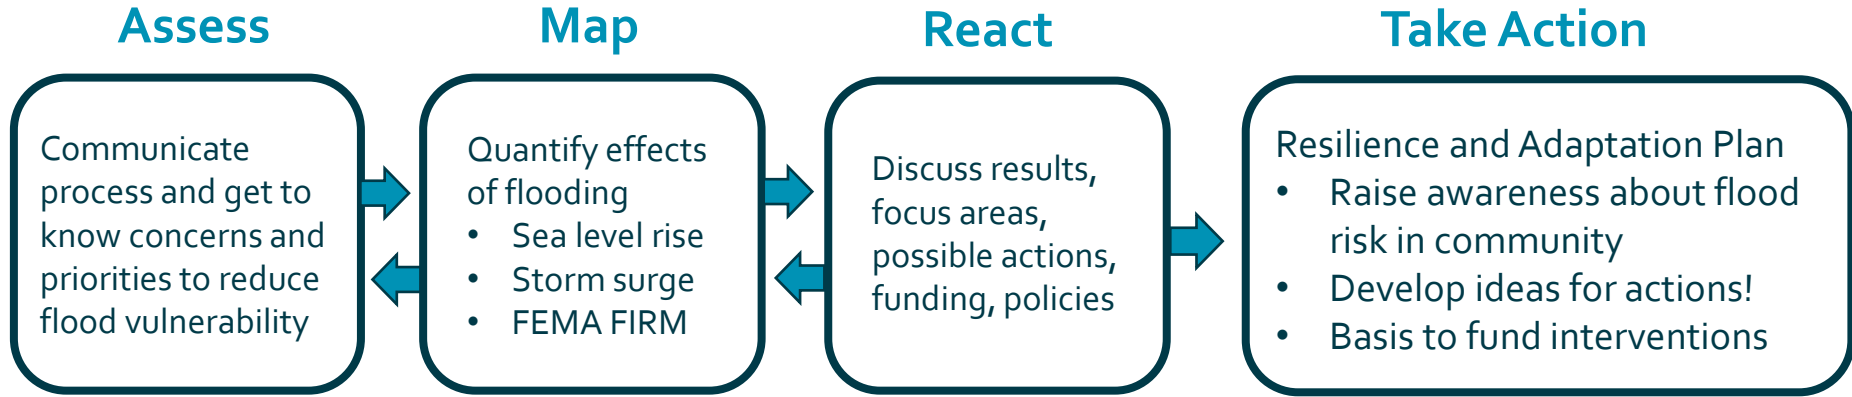 Assess
Communicate
process and get to
know concerns and
priorities to reduce
flood vulnerability
Map
Quantify effects
of flooding
• Sea level rise
• Storm surge
• FEMA FIRM
React
Discuss results,
focus areas,
possible actions,
funding, policies
Take Action
Resilience and Adaptation Plan
• Raise awareness about flood
risk in community
• Develop ideas for actions!
• Basis to fund interventions